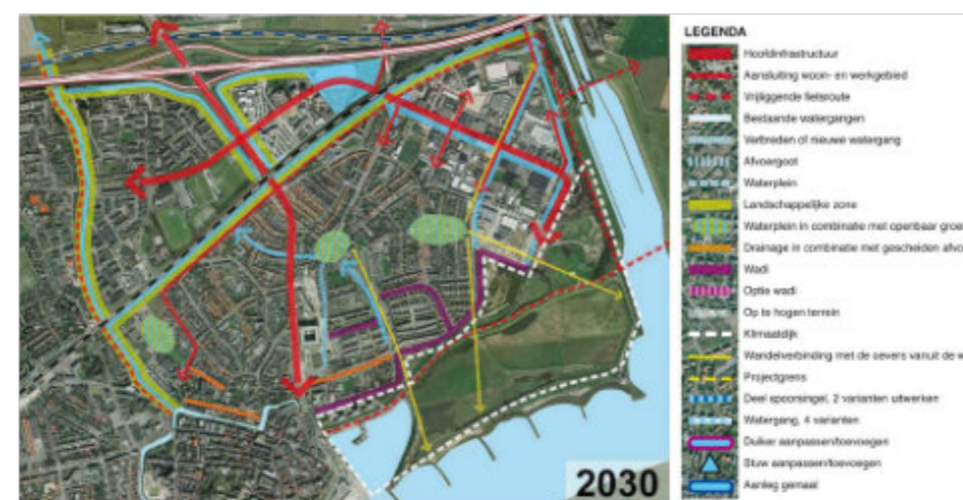 2030
LEGENDA
Hoofdinfrastructuur
Aansluiting woon- en werkgebied
Vrijliggende fietsroute
Bestaande watergangen
Verbreden of nieuwe watergang
Afvoergoot
Waterplein
Landschappelijke zone
Waterplein in combinatie met openbaar groe
Drainage in combinatie met gescheiden afvo
Wadi
Optie wadi
Op te hogen terrein
Klimaatdijk
Wandelverbinding met de oevers vanuit de w
Projectgrens
Deel spoorsingel, 2 varianten uitwerken
Watergang, 4 varianten
Duiker aanpassen/toevoegen
Stuw aanpassen/toevoegen
Aanleg gemaal